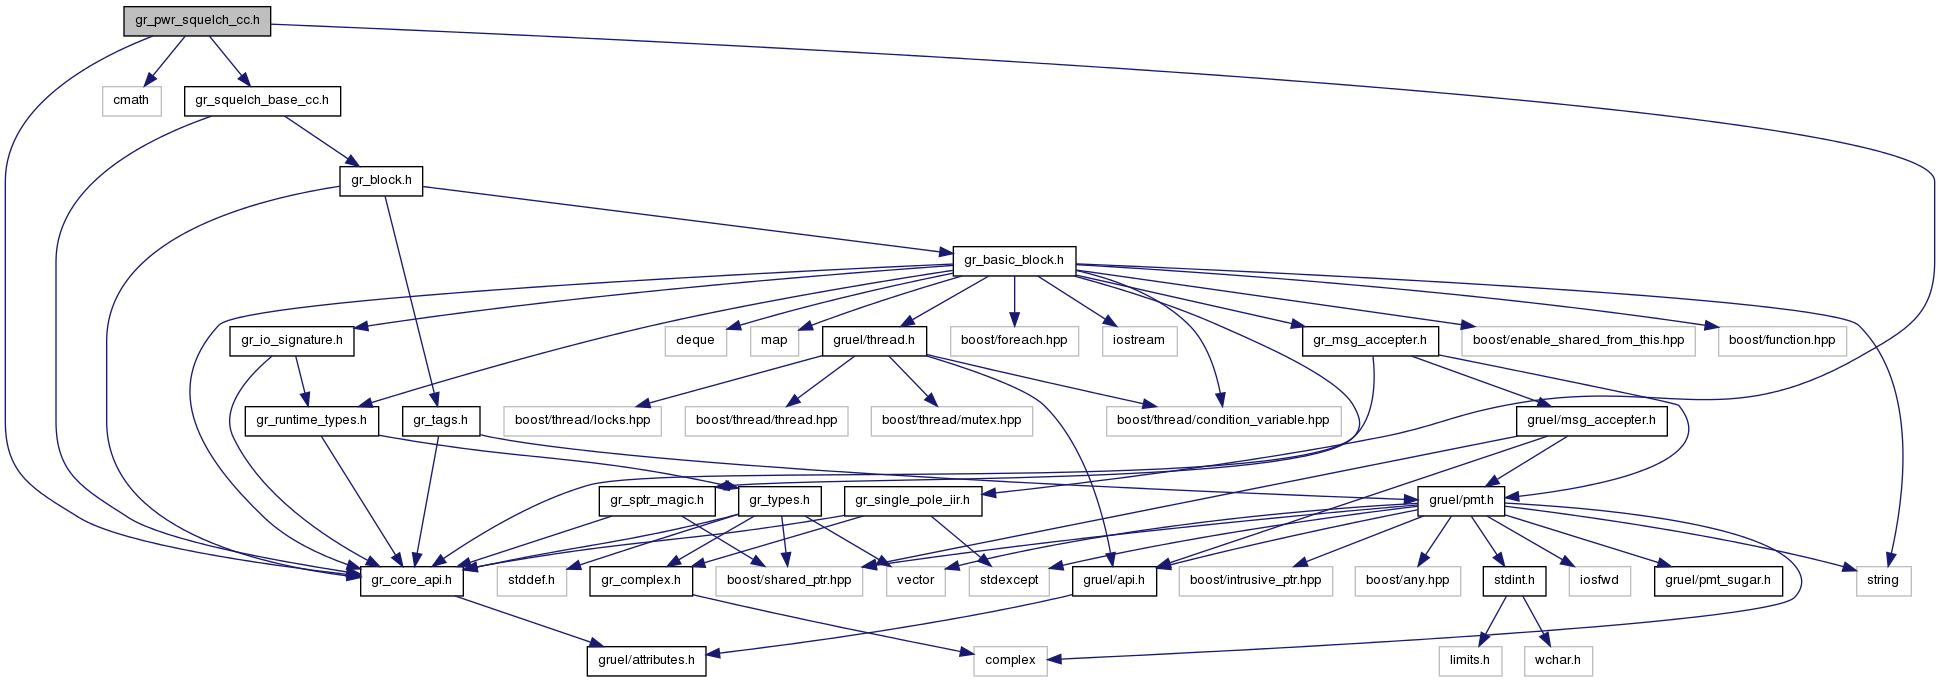 gr_pwr_squelch_cc.h
cmath
gr_squelch_base_cc.h
gr_block.h
gr_basic_block.h
gr_io_signature.h
deque
map
gruel/thread.h
boost/foreach.hpp
iostream
gr_msg_accepter.h
boost/enable_shared_from_this.hpp
boost/function.hpp
gr_runtime_types.h
gr_tags.h
boost/thread/locks.hpp
boost/thread/thread.hpp
boost/thread/mutex.hpp
boost/thread/condition_variable.hpp
gruel/msg_accepter.h
gr_sptr_magic.h
gr_types.h
gr_single_pole_iir.h
gruel/pmt.h
gr_core_api.h
stddef.h
gr_complex.h
boost/shared_ptr.hpp
vector
stdexcept
gruel/api.h
boost/intrusive_ptr.hpp
boost/any.hpp
stdint.h
iosfwd
gruel/pmt_sugar.h
string
gruel/attributes.h
complex
limits.h
wchar.h